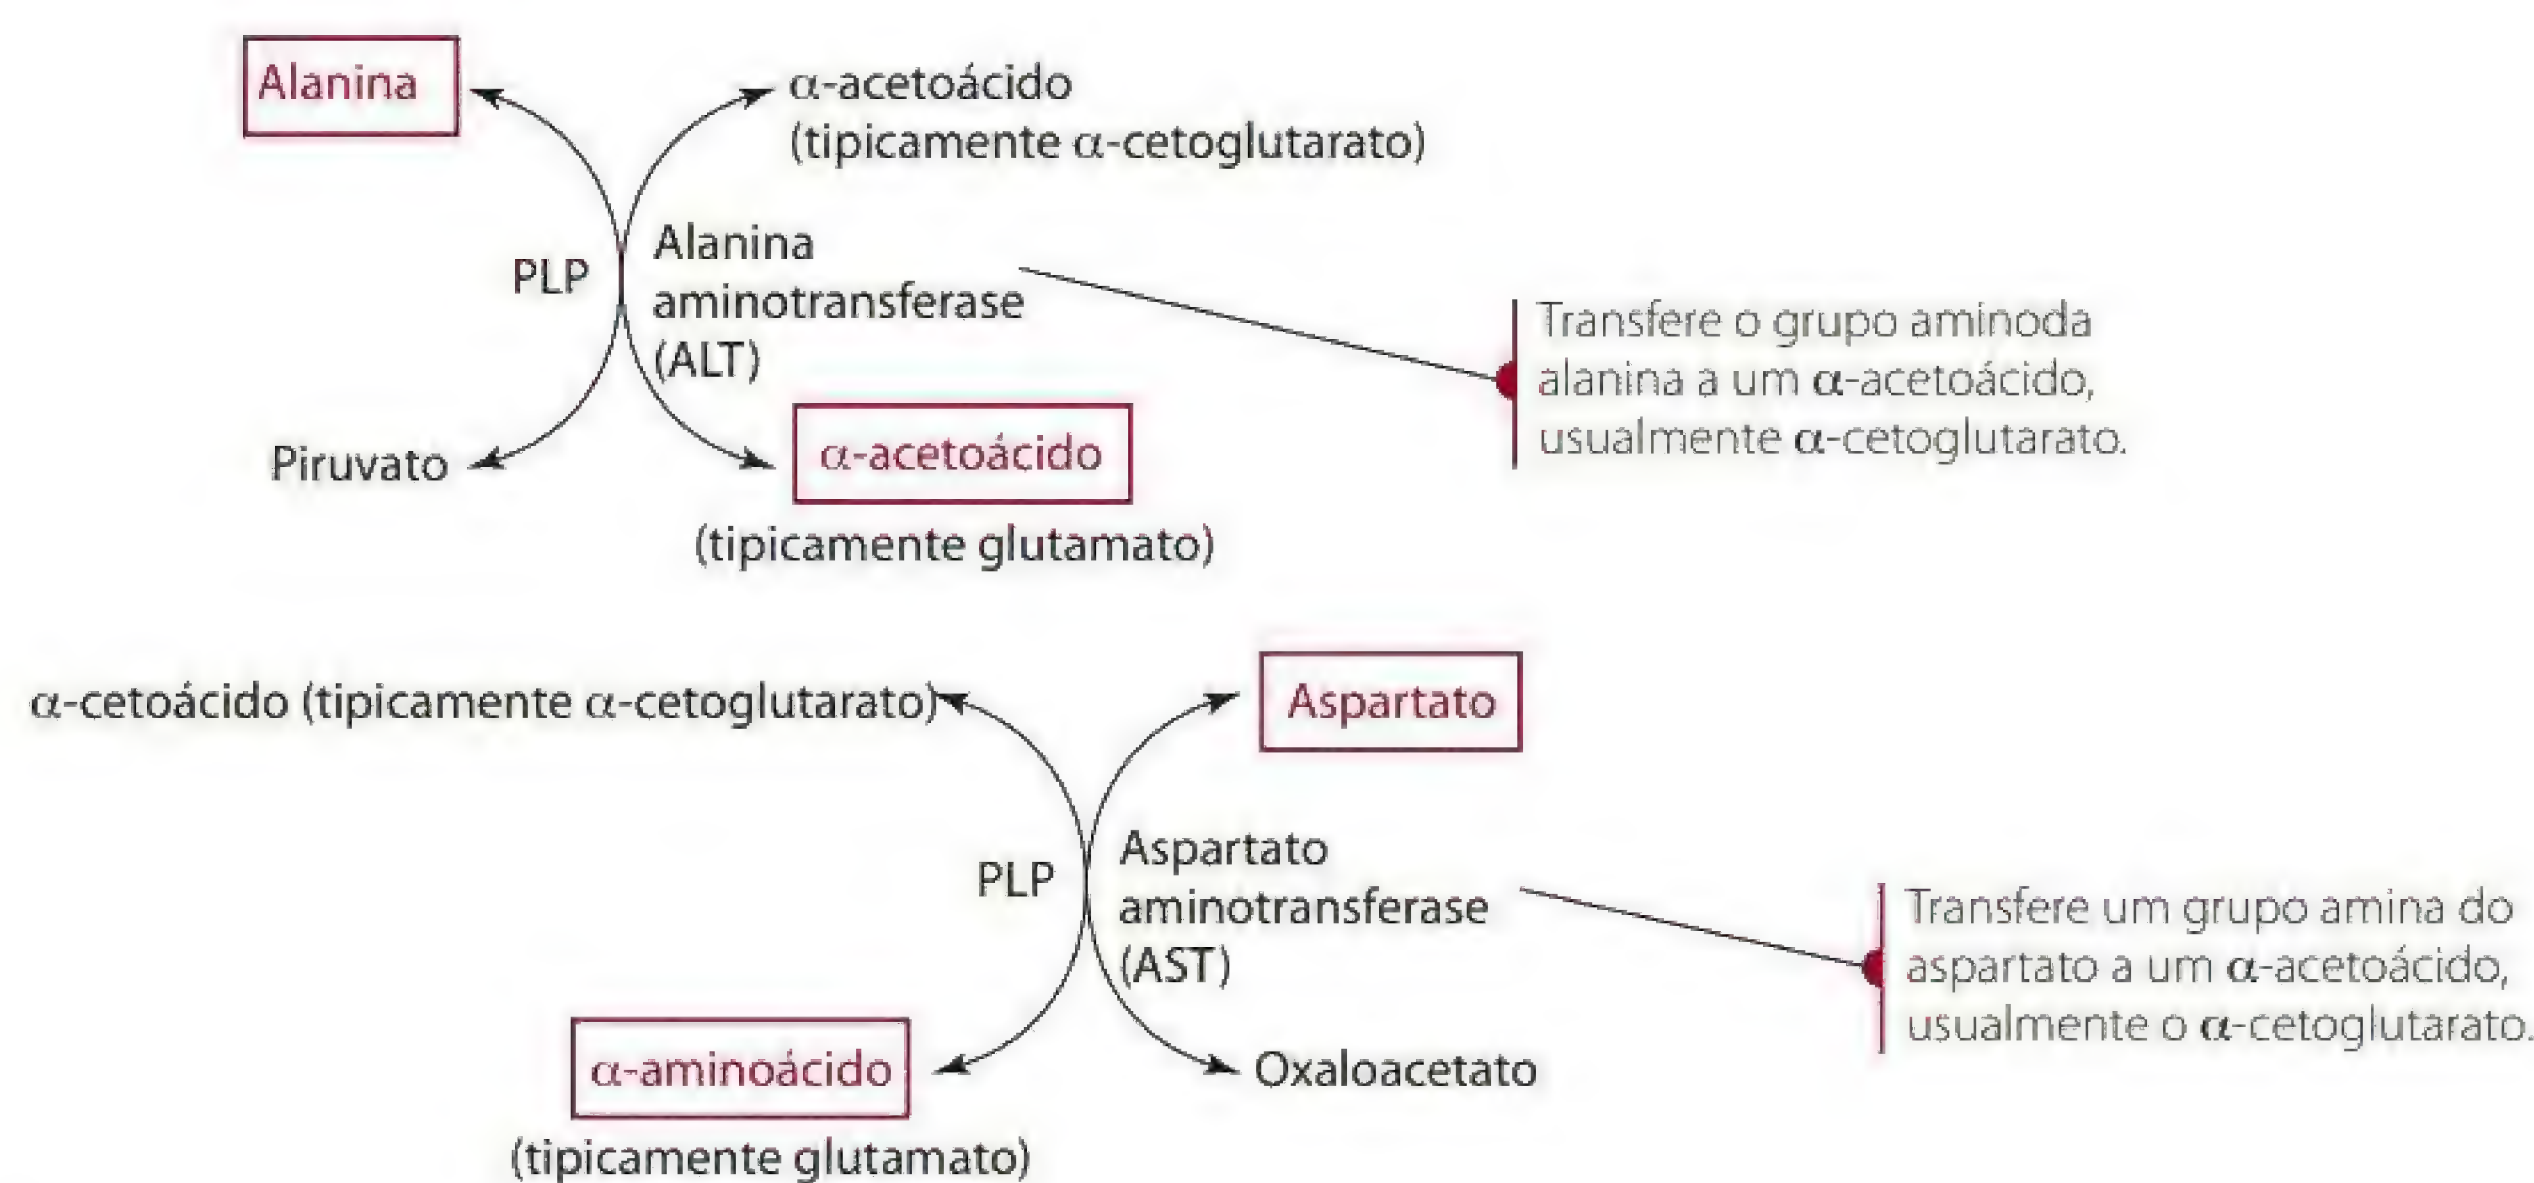 Alanina
α-acetoácido
(tipicamente α-cetoglutarato)
PLP
Alanina
aminotransferase
(ALT)
Transfere o grupo aminoda
alanina a um α-acetoácido,
usualmente α-cetoglutarato.
Piruvato
α-acetoácido
(tipicamente glutamato)
α-cetoácido (tipicamente α-cetoglutarato)
Aspartato
PLP
Aspartato
aminotransferase
(AST)
Transfere um grupo amina do
aspartato a um α-acetoácido,
usualmente o α-cetoglutarato.
α-aminoácido
(tipicamente glutamato)
Oxaloacetato